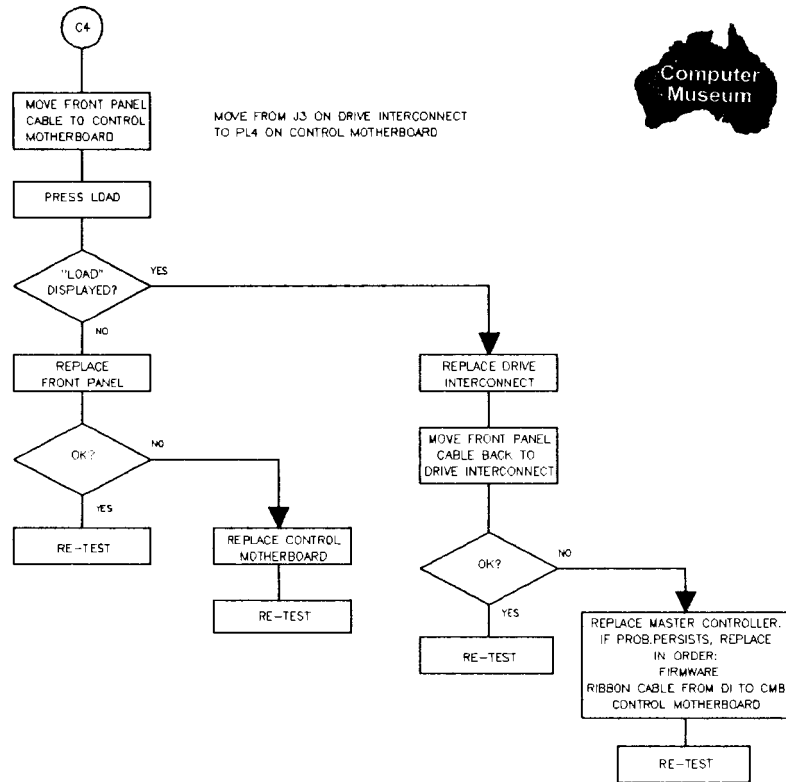 C4
Computer
Museum
MOVE FRONT PANEL
CABLE TO CONTROL
MOTHERBOARD
MOVE FROM J3 ON DRIVE INTERCONNECT
TO PL4 ON CONTROL MOTHERBOARD
PRESS LOAD
"LOAD"
DISPLAYED?
YES
NO
REPLACE
FRONT PANEL
REPLACE DRIVE
INTERCONNECT
OK?
NO
YES
MOVE FRONT PANEL
CABLE BACK TO
DRIVE INTERCONNECT
RE-TEST
REPLACE CONTROL
MOTHERBOARD
RE-TEST
OK?
NO
YES
RE-TEST
REPLACE MASTER CONTROLLER.
IF PROB.PERSISTS, REPLACE
IN ORDER:
FIRMWARE
RIBBON CABLE FROM DI TO CMB
CONTROL MOTHERBOARD
RE-TEST